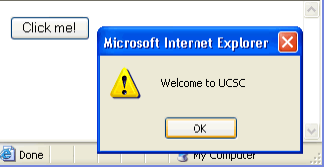 Click me!
Microsoft Internet Explorer
Welcome to UCSC
OK
Done
My Computer